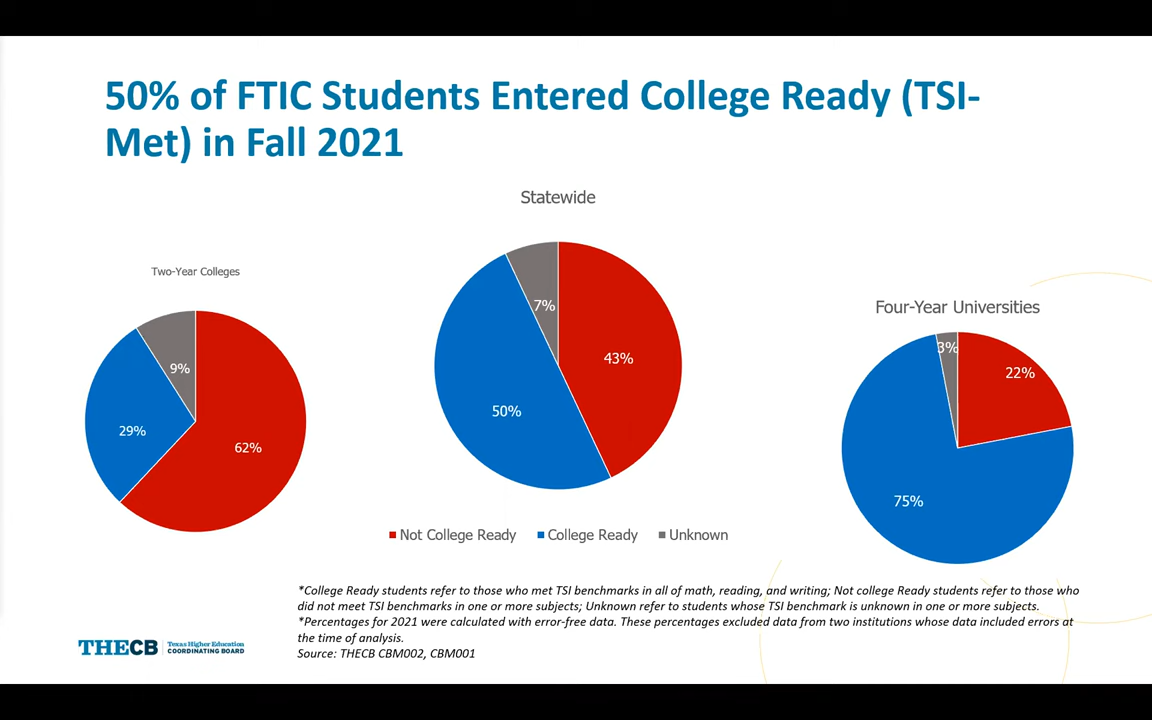 50% of FTIC Students Entered College Ready (TSI-
Met) in Fall 2021
Statewide
Two-Year Colleges
Four-Year Universities
7%
43%
50%
9%
29%
62%
3%
22%
75%
Not College Ready College Ready Unknown
*College Ready students refer to those who met TSI benchmarks in all of math, reading, and writing; Not college Ready students refer to those who
did not meet TSI benchmarks in one or more subjects; Unknown refer to students whose TSI benchmark is unknown in one or more subjects.
*Percentages for 2021 were calculated with error-free data. These percentages excluded data from two institutions whose data included errors at
the time of analysis.
Source: THECB CBM002, CBM001
THECB
Texas Higher Education
COORDINATING BOARD